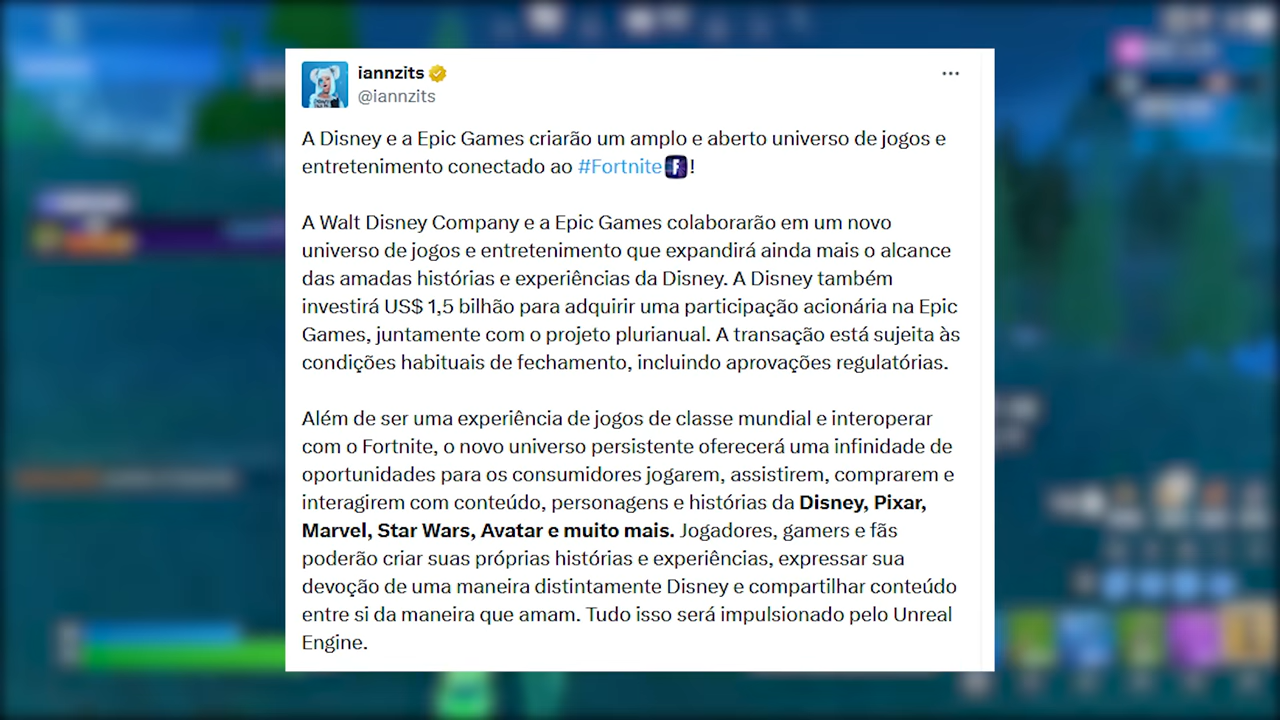 iannzits
@iannzits
A Disney e a Epic Games criarão um amplo e aberto universo de jogos e
entretenimento conectado ao #Fortnite !
A Walt Disney Company e a Epic Games colaborarão em um novo
universo de jogos e entretenimento que expandirá ainda mais o alcance
das amadas histórias e experiências da Disney. A Disney também
investirá US$ 1,5 bilhão para adquirir uma participação acionária na Epic
Games, juntamente com o projeto plurianual. A transação está sujeita às
condições habituais de fechamento, incluindo aprovações regulatórias.
Além de ser uma experiência de jogos de classe mundial e interoperar
com o Fortnite, o novo universo persistente oferecerá uma infinidade de
oportunidades para os consumidores jogarem, assistirem, comprarem e
interagirem com conteúdo, personagens e histórias da Disney, Pixar,
Marvel, Star Wars, Avatar e muito mais. Jogadores, gamers e fãs
poderão criar suas próprias histórias e experiências, expressar sua
devoção de uma maneira distintamente Disney e compartilhar conteúdo
entre si da maneira que amam. Tudo isso será impulsionado pelo Unreal
Engine.